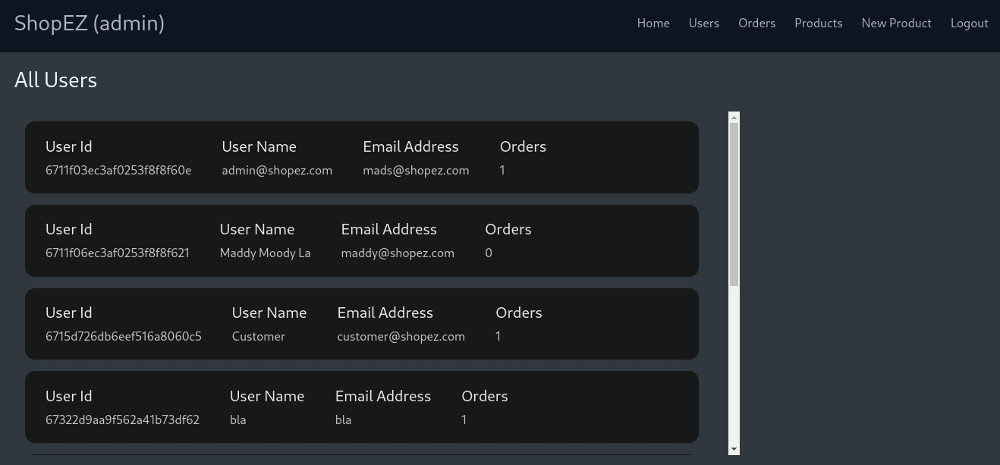 ShopEZ (admin) Home Users Orders Products New Product Logout
All Users
User Id User Name Email Address Orders
6711f03ec3af0253f8f8f60e admin@shopez.com mads@shopez.com 1
User Id User Name Email Address Orders
6711f06ec3af0253f8f8f621 Maddy Moody La maddy@shopez.com 0
User Id User Name Email Address Orders
6715d726db6eef516a8060c5 Customer customer@shopez.com 1
User Id User Name Email Address Orders
67322d9aa9f562a41b73df62 bla bla 1